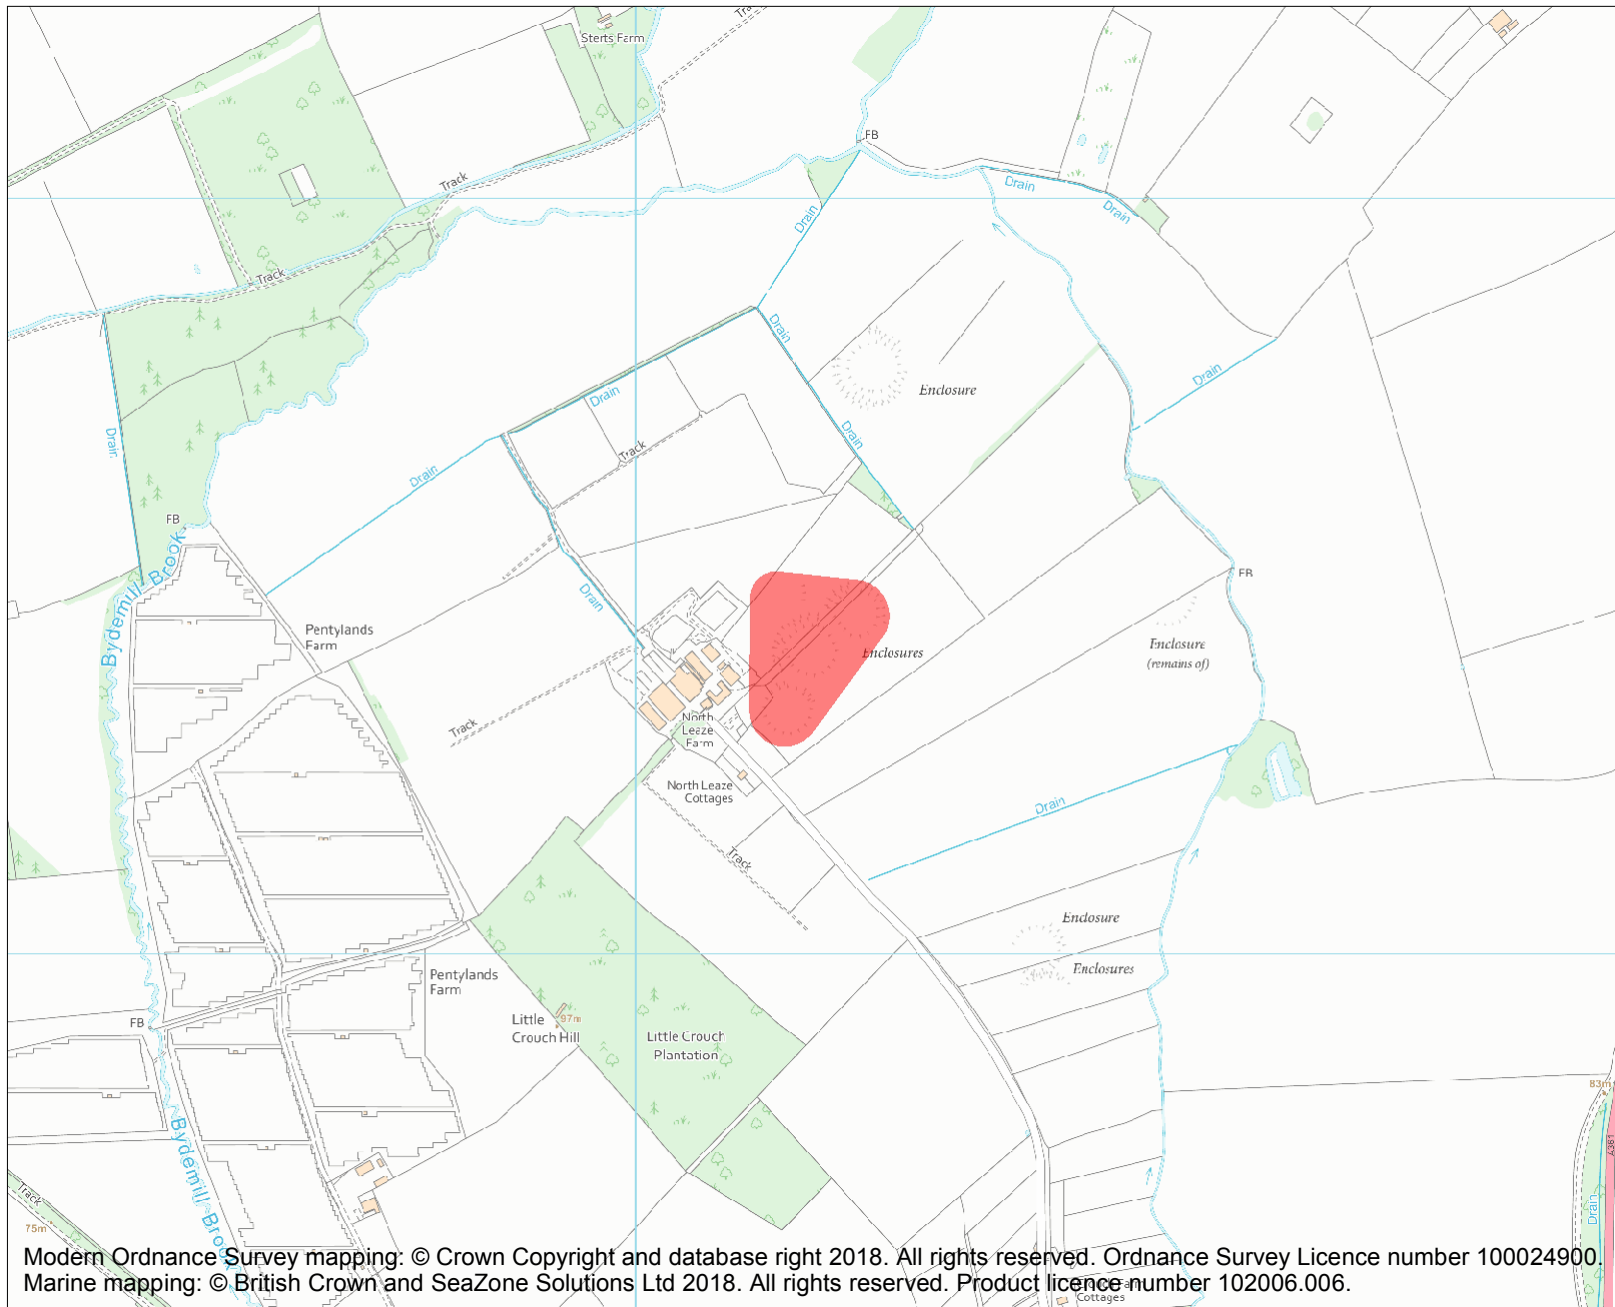 Tra
Sterts Farm
FB
Track
Drain
Drain
Drain
Track
Drain
Drain
Enclosure
Drain
Drain
Drain
Track
Drain
Drain
FB
FB
Bydemill Brook
Drain
Pentylands
Farm
Enclosures
Enclosure
(remains of)
Track
North
Leaze
Farm
North Leaze
Cottages
Drain
Track
Enclosure
Enclosures
Pentylands
Farm
FB
Little
Crouch Hill
97m
Little Crouch
Plantation
83m
A361
Bydemill Brook
Track
75m
Drain
Modern Ordnance Survey mapping: © Crown Copyright and database right 2018. All rights reserved. Ordnance Survey Licence number 100024900.
Marine mapping: © British Crown and SeaZone Solutions Ltd 2018. All rights reserved. Product licence number 102006.006.
Cottages